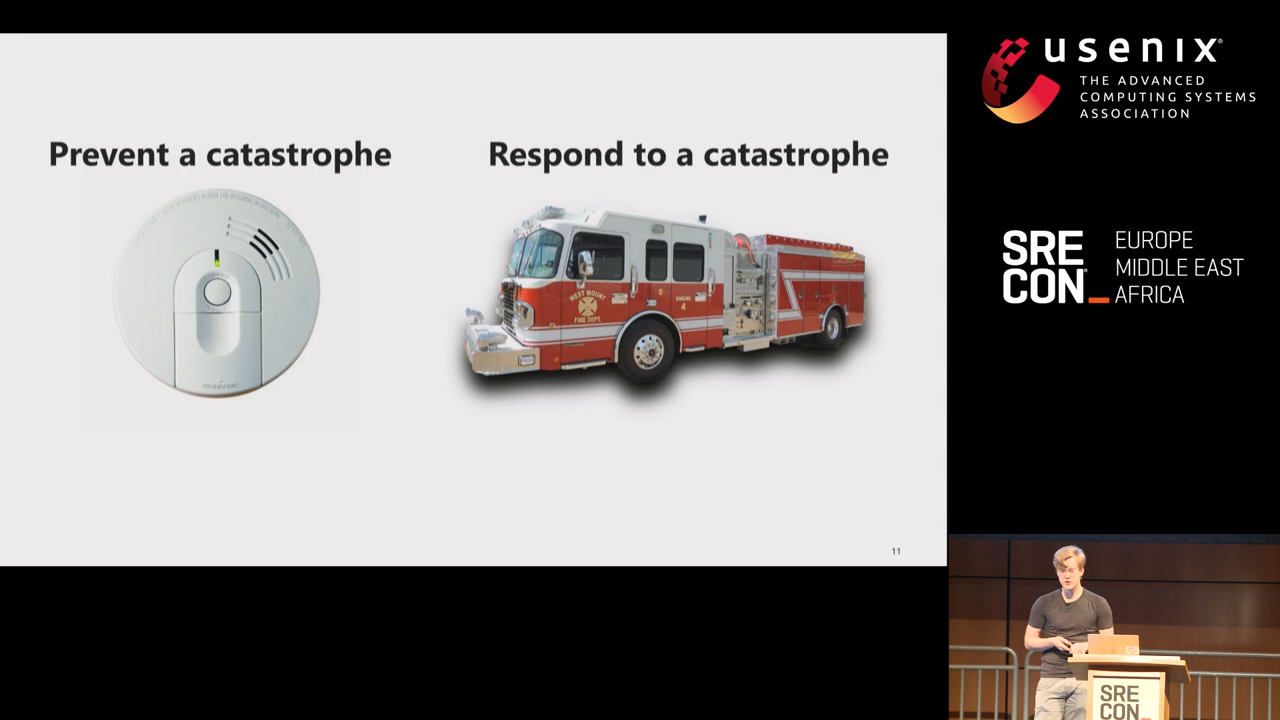 Prevent a catastrophe
Respond to a catastrophe
WEST MOUNT
FIRE DEPT.
ENGINE
4
11
usenix®
THE ADVANCED
COMPUTING SYSTEMS
ASSOCIATION
SRE
CON
EUROPE
MIDDLE EAST
AFRICA
SRE
CON